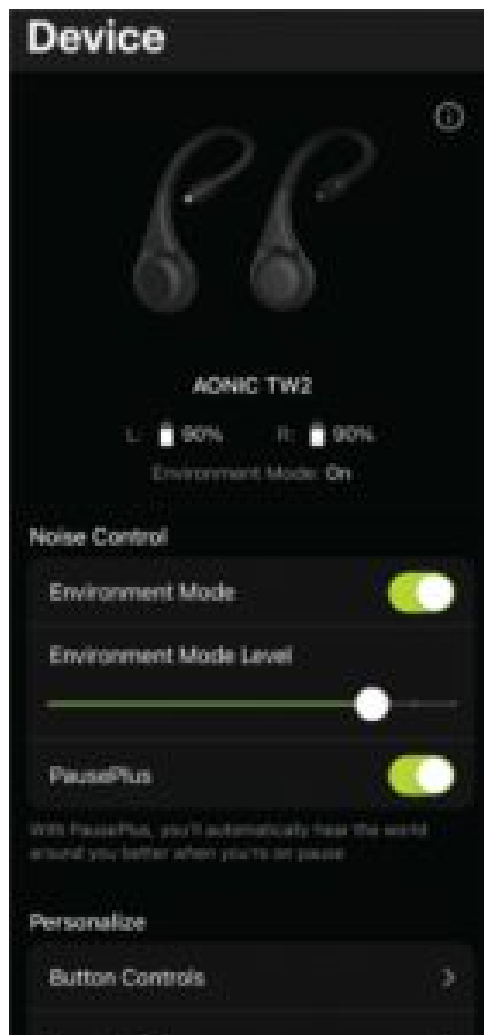 Device
AONIC TW2
L: 90% R: 90%
Environment Mode: On
Noise Control
Environment Mode
Environment Mode Level
PausePlus
With PausePlus, you'll automatically hear the world
around you better when you're on pause.
Personalize
Button Controls